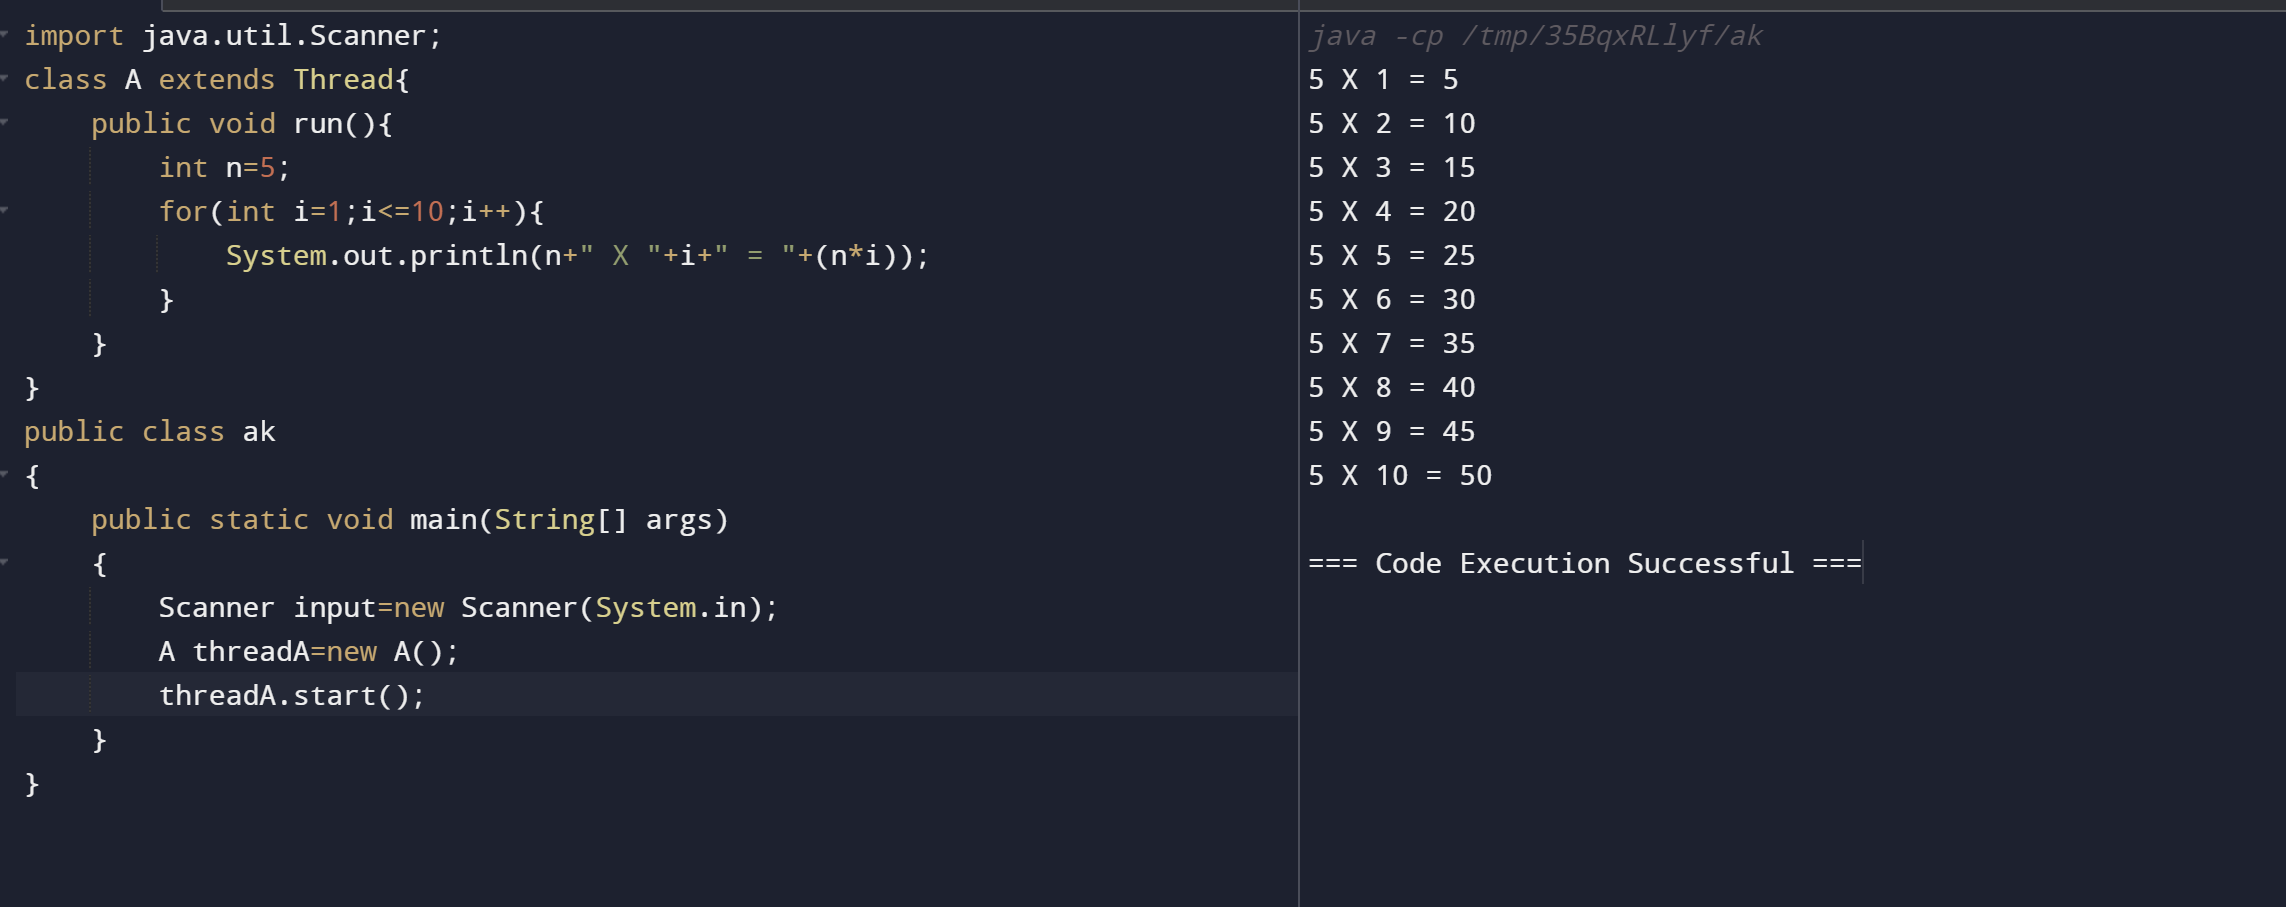 import java.util.Scanner;
class A extends Thread{
    public void run(){
        int n=5;
        for(int i=1;i<=10;i++){
            System.out.println(n+" X "+i+" = "+(n*i));
        }
    }
}
public class ak
{
    public static void main(String[] args)
    {
        Scanner input=new Scanner(System.in);
        A threadA=new A();
        threadA.start();
    }
}
java -cp /tmp/35BqxRLlyf/ak
5 X 1 = 5
5 X 2 = 10
5 X 3 = 15
5 X 4 = 20
5 X 5 = 25
5 X 6 = 30
5 X 7 = 35
5 X 8 = 40
5 X 9 = 45
5 X 10 = 50
=== Code Execution Successful ===